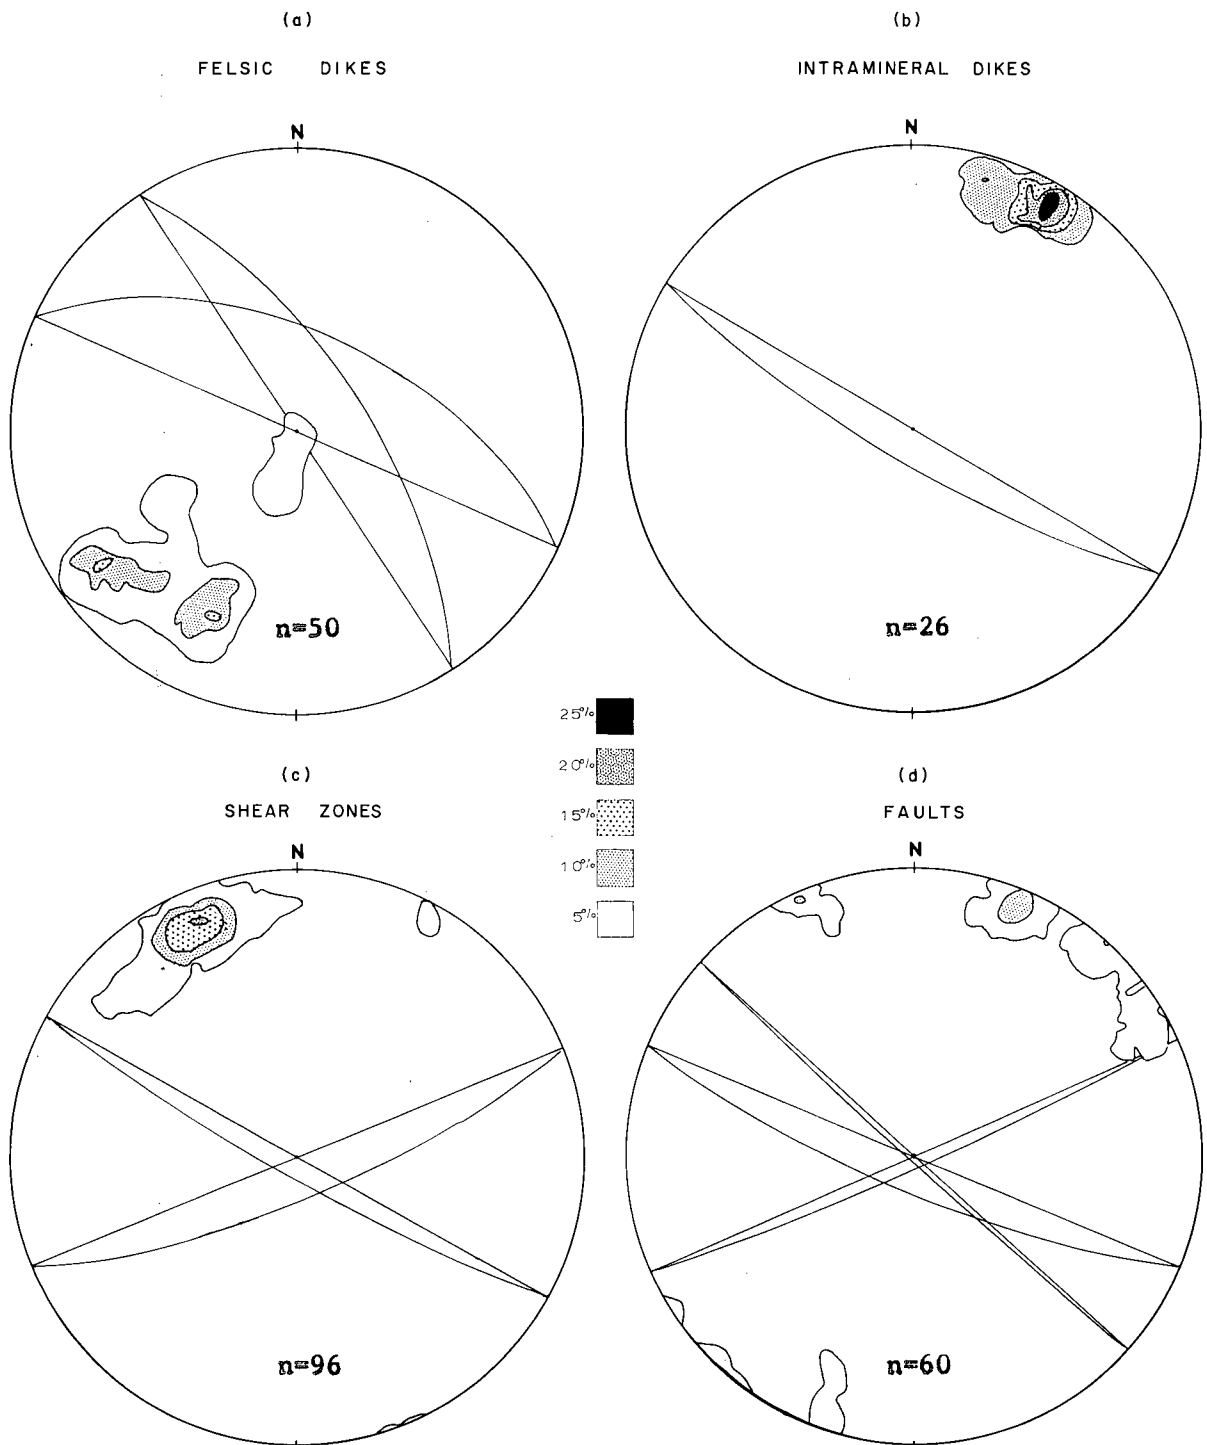 (a)
FELSIC DIKES
N
n=50
(b)
INTRAMINERAL DIKES
N
n=26
25%
20%
15%
10%
5%
(c)
SHEAR ZONES
N
n=96
(d)
FAULTS
N
n=60